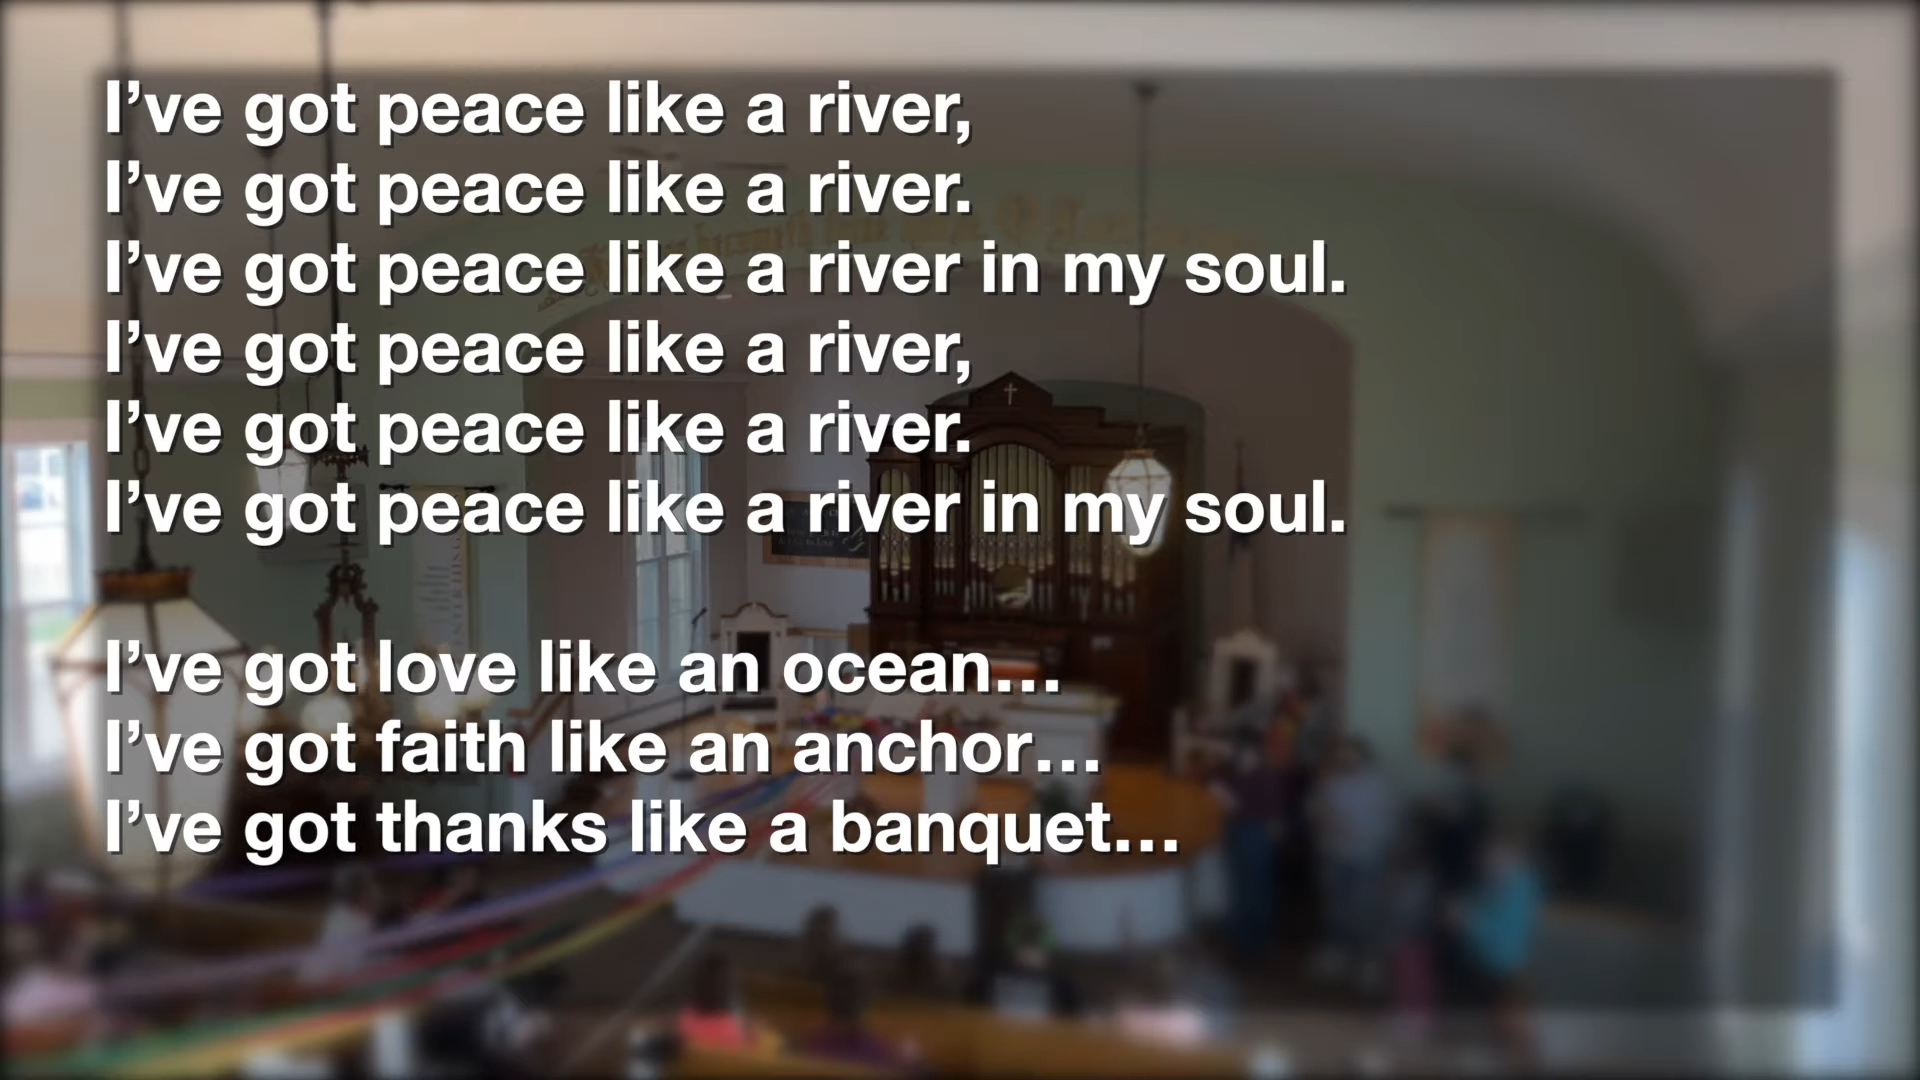 I’ve got peace like a river,
I’ve got peace like a river.
I’ve got peace like a river in my soul.
I’ve got peace like a river,
I’ve got peace like a river.
I’ve got peace like a river in my soul.
I’ve got love like an ocean…
I’ve got faith like an anchor…
I’ve got thanks like a banquet…